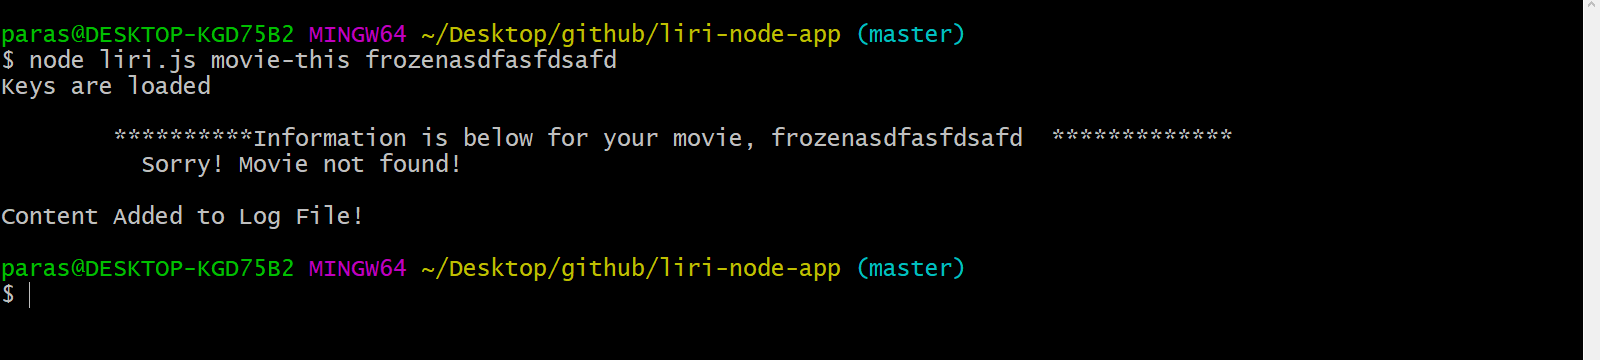 paras@DESKTOP-KGD75B2 MINGW64 ~/Desktop/github/liri-node-app (master)
$ node liri.js movie-this frozenasdfasfdsafd
Keys are loaded
**********Information is below for your movie, frozenasdfasfdsafd  *************
Sorry! Movie not found!
Content Added to Log File!
paras@DESKTOP-KGD75B2 MINGW64 ~/Desktop/github/liri-node-app (master)
$